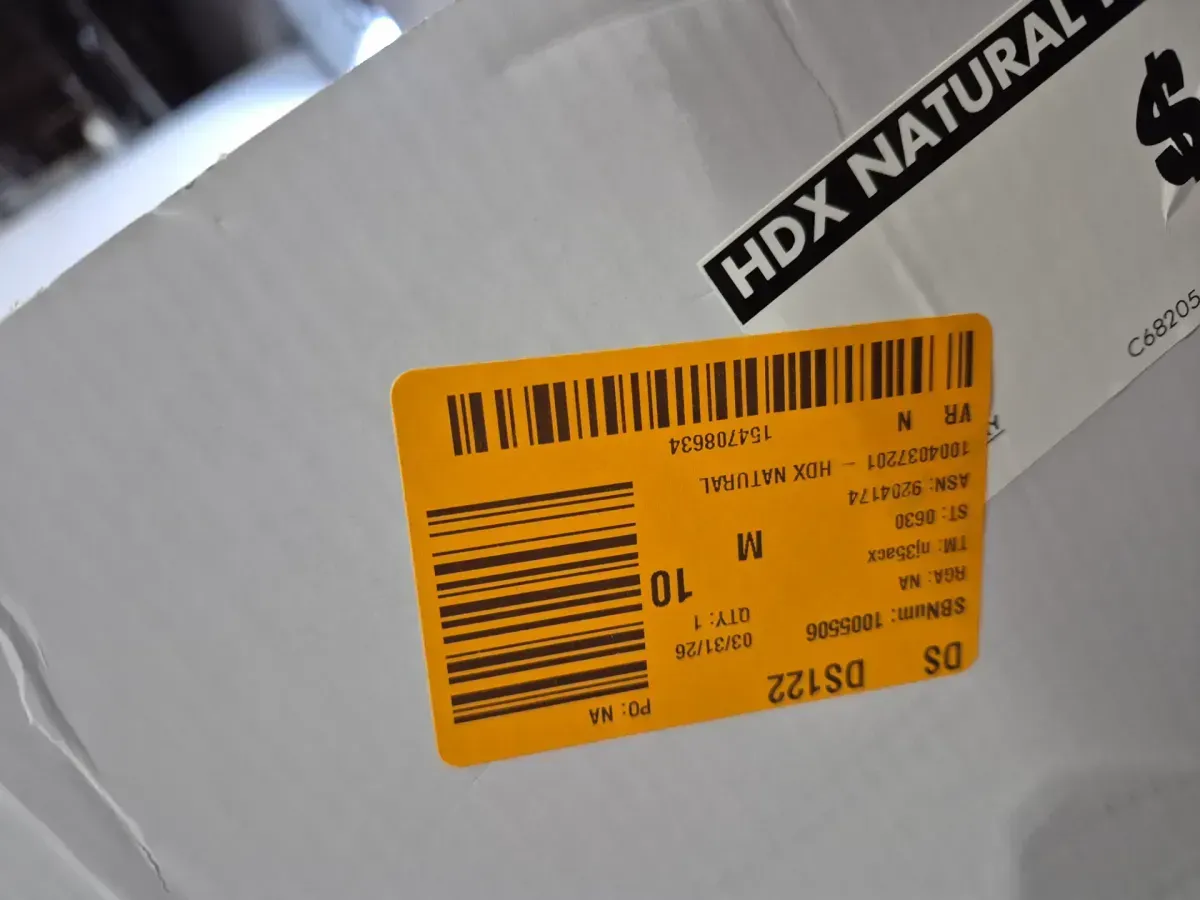 HDX NATURAL
$
C68205
DS DS122 PO: NA
SBNum: 1005506 03/31/26
RGA: NA QTY: 1
TM: nj35acx 10
ST: 0630 M
ASN: 9204174
1004037201 - HDX NATURAL
VR N 154708634